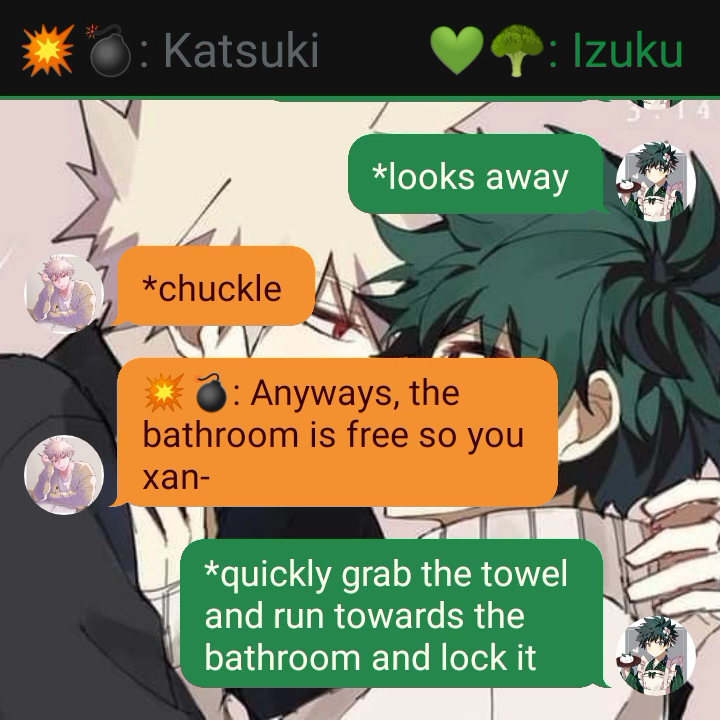 💥💣: Katsuki 💚🥦: Izuku
*looks away
*chuckle
💥💣: Anyways, the
bathroom is free so you
xan-
*quickly grab the towel
and run towards the
bathroom and lock it